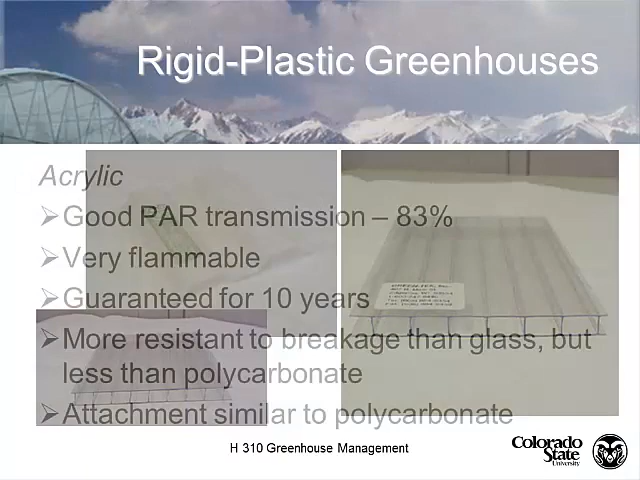 Rigid-Plastic Greenhouses
Acrylic
➢Good PAR transmission – 83%
➢Very flammable
➢Guaranteed for 10 years
➢More resistant to breakage than glass, but
less than polycarbonate
➢Attachment similar to polycarbonate
H 310 Greenhouse Management
Colorado
State
University